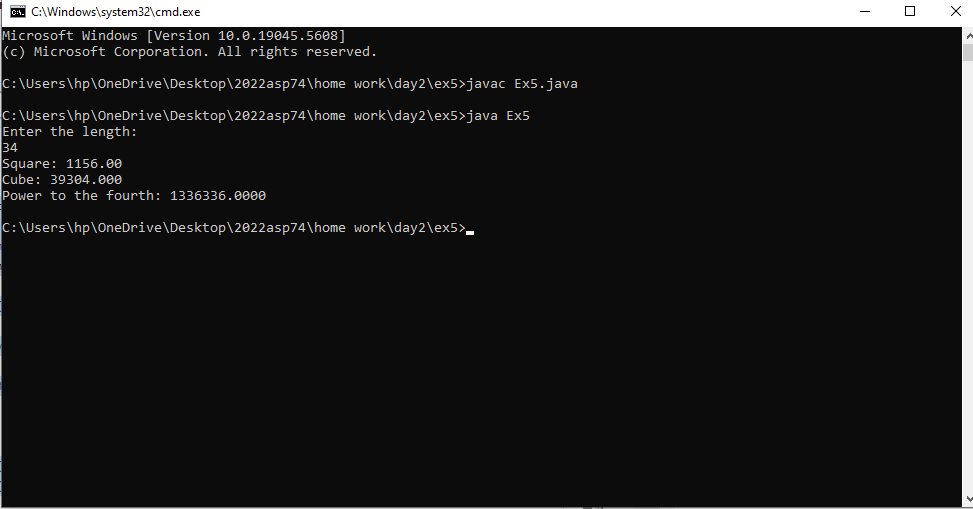 C:\Windows\system32\cmd.exe
Microsoft Windows [Version 10.0.19045.5608]
(c) Microsoft Corporation. All rights reserved.
C:\Users\hp\OneDrive\Desktop\2022asp74\home work\day2\ex5>javac Ex5.java
C:\Users\hp\OneDrive\Desktop\2022asp74\home work\day2\ex5>java Ex5
Enter the length:
34
Square: 1156.00
Cube: 39304.000
Power to the fourth: 1336336.0000
C:\Users\hp\OneDrive\Desktop\2022asp74\home work\day2\ex5>